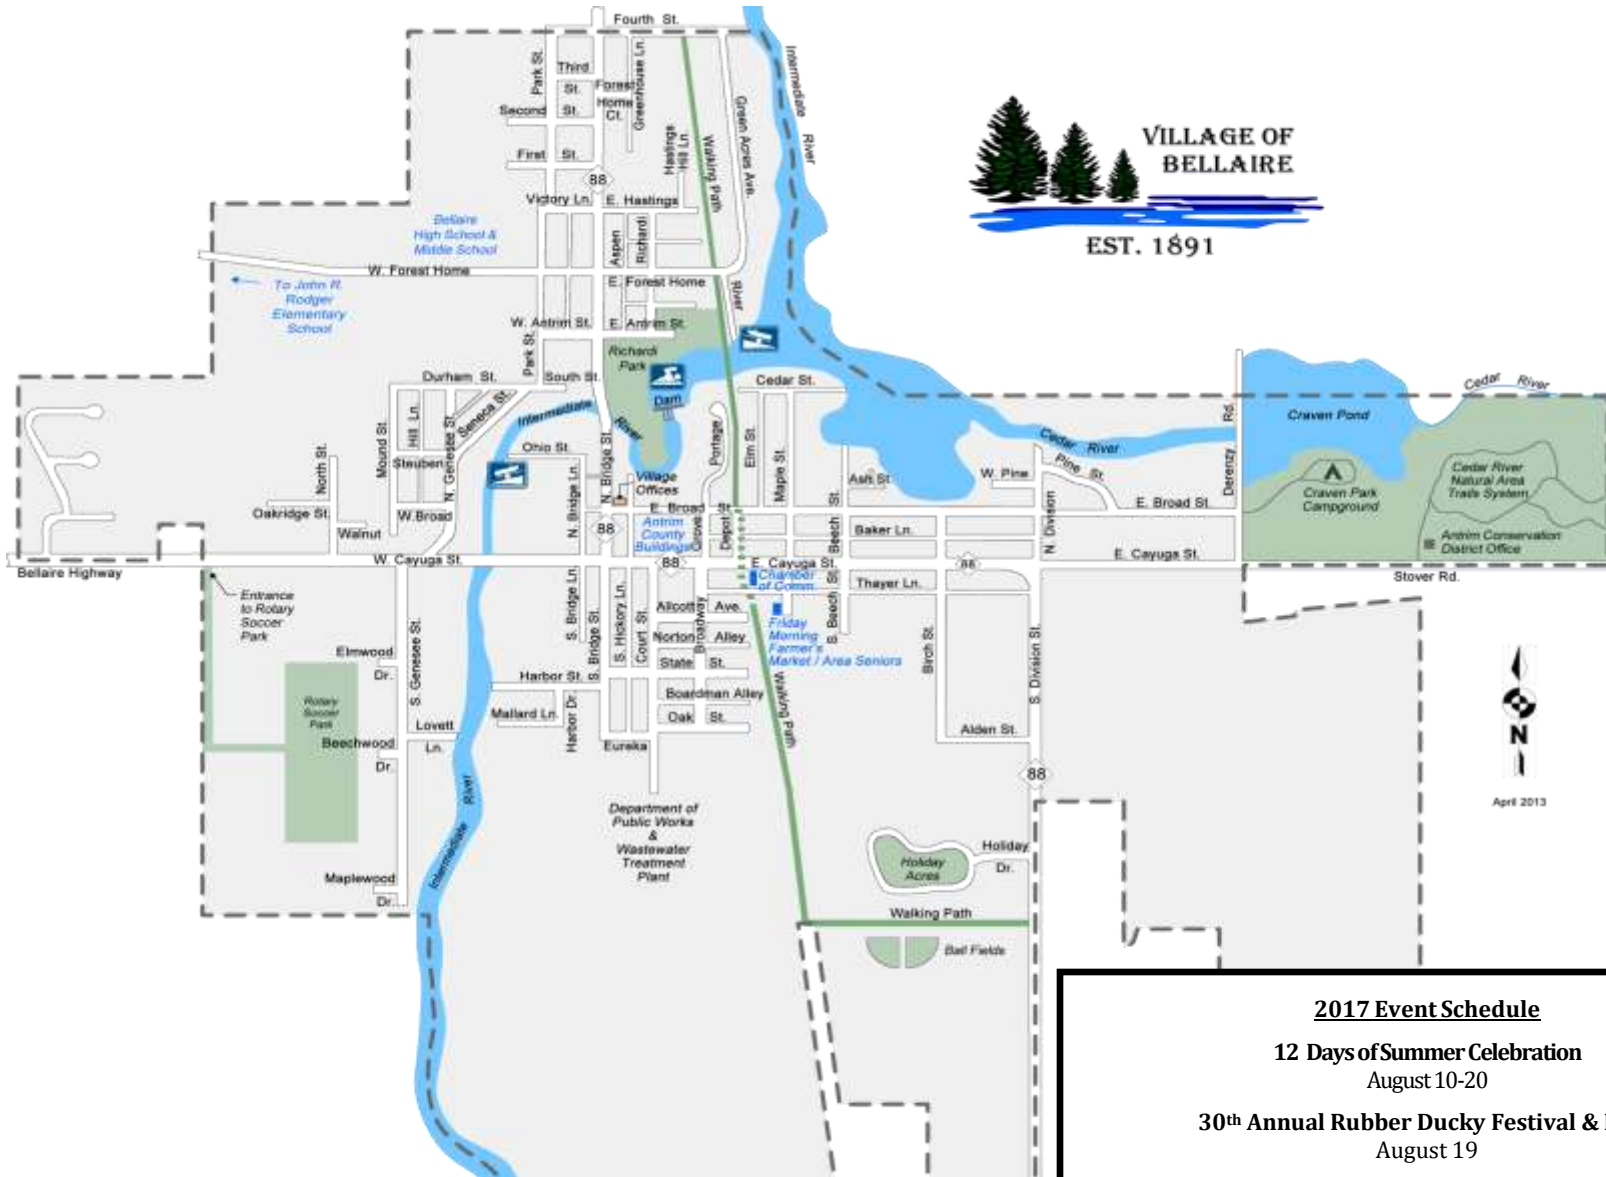 Fourth St.
Intermediate River
Park St.
Third
St.
Forest
Home
Ct.
Greenhouse Ln.
Second St.
First St.
Hastings
Hill Ln.
Walking Path
Green Acres Ave.
88
VILLAGE OF
BELLAIRE
EST. 1891
Victory Ln.
E. Hastings
Bellaire
High School &
Middle School
Aspen
Richardi
W. Forest Home
To John R.
Rodger
Elementary
School
E. Forest Home
River
W. Antrim St.
E. Antrim St.
Park St.
Richardi
Park
Durham St.
South St.
Cedar St.
Dam
Cedar River
Craven Pond
Mound St.
Hill Ln.
N. Genesee St.
Seneca St.
Intermediate
River
N. Bridge St.
Portage
Elm St.
Maple St.
Cedar River
Derenzy Rd.
Ohio St.
Steuben
North St.
Village
Offices
Ash St
W. Pine
Pine St.
Craven Park
Campground
Cedar River
Natural Area
Trails System
Oakridge St.
W.Broad
N. Bridge Ln.
E. Broad St
E. Broad St.
Walnut
88
Antrim
County
Buildings
Grove
Depot
Beech St.
Baker Ln.
N. Division
Antrim Conservation
District Office
W. Cayuga St.
Bellaire Highway
88
E. Cayuga St.
88
E. Cayuga St.
Stover Rd.
Chamber
of Comm.
Thayer Ln.
Entrance
to Rotary
Soccer
Park
S. Bridge Ln.
S. Bridge St.
S. Hickory Ln.
Court St.
Allcott Ave.
Broadway
Norton Alley
State St.
Friday
Morning
Farmer's
Market / Area Seniors
S. Beech St.
Birch St.
S. Division St.
Elmwood
Dr.
S. Genesee St.
Harbor St.
Boardman Alley
Walking Path
Rotary
Soccer
Park
Mallard Ln.
Harbor Dr.
Oak St.
Lovett
Ln.
Beechwood
Dr.
Eureka
Alden St.
88
N
April 2013
Intermediate River
Department of
Public Works
&
Wastewater
Treatment
Plant
Holiday
Acres
Holiday
Dr.
Maplewood
Dr.
Walking Path
Ball Fields
2017 Event Schedule
12 Days of Summer Celebration
August 10-20
30th Annual Rubber Ducky Festival &
August 19